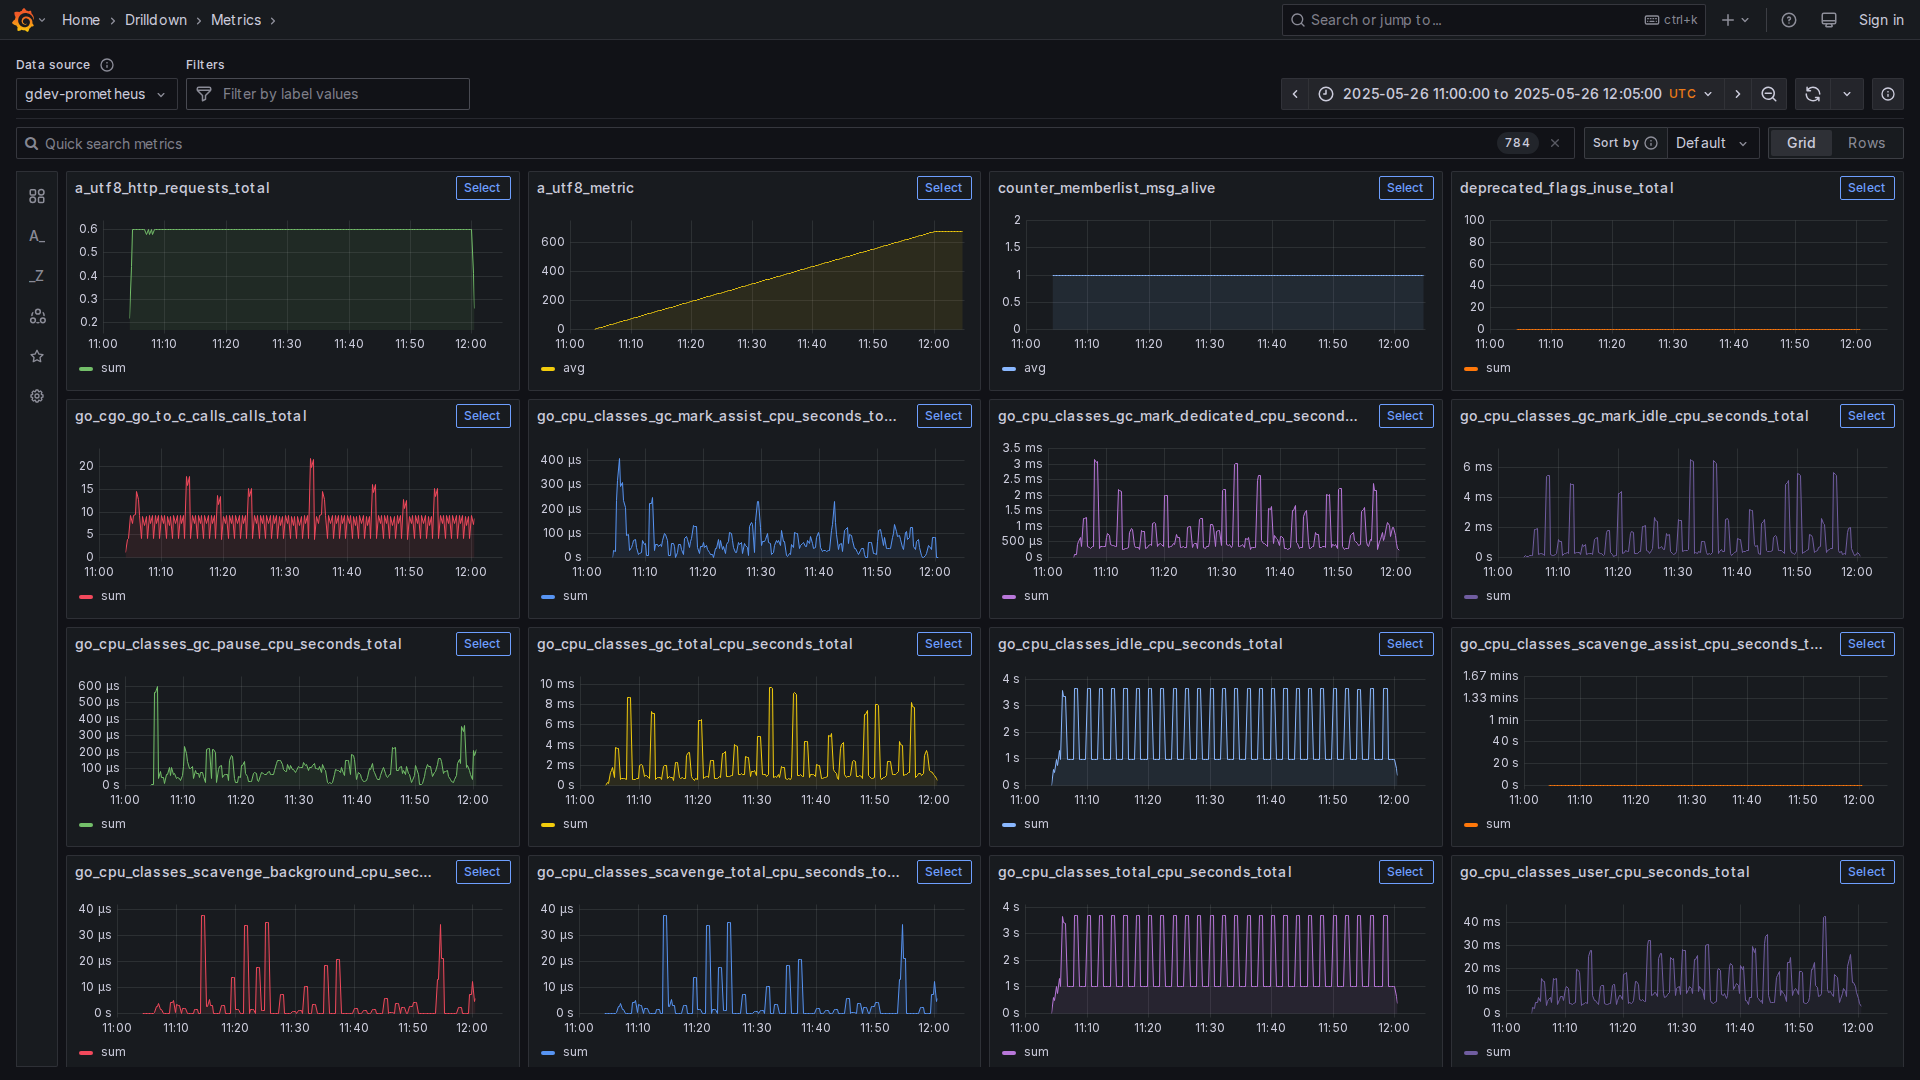 Home > Drilldown > Metrics >
Search or jump to...
ctrl+k
Sign in
Data source
Filters
gdev-prometheus
Filter by label values
2025-05-26 11:00:00 to 2025-05-26 12:05:00 UTC
Quick search metrics
784
Sort by
Default
Grid
Rows
A_
_Z
a_utf8_http_requests_total
Select
0.6
0.5
0.4
0.3
0.2
11:00 11:10 11:20 11:30 11:40 11:50 12:00
sum
a_utf8_metric
Select
600
400
200
0
11:00 11:10 11:20 11:30 11:40 11:50 12:00
avg
counter_memberlist_msg_alive
Select
2
1.5
1
0.5
0
11:00 11:10 11:20 11:30 11:40 11:50 12:00
avg
deprecated_flags_inuse_total
Select
100
80
60
40
20
0
11:00 11:10 11:20 11:30 11:40 11:50 12:00
sum
go_cgo_go_to_c_calls_calls_total
Select
20
15
10
5
0
11:00 11:10 11:20 11:30 11:40 11:50 12:00
sum
go_cpu_classes_gc_mark_assist_cpu_seconds_to...
Select
400 µs
300 µs
200 µs
100 µs
0 s
11:00 11:10 11:20 11:30 11:40 11:50 12:00
sum
go_cpu_classes_gc_mark_dedicated_cpu_second...
Select
3.5 ms
3 ms
2.5 ms
2 ms
1.5 ms
1 ms
500 µs
0 s
11:00 11:10 11:20 11:30 11:40 11:50 12:00
sum
go_cpu_classes_gc_mark_idle_cpu_seconds_total
Select
6 ms
4 ms
2 ms
0 s
11:00 11:10 11:20 11:30 11:40 11:50 12:00
sum
go_cpu_classes_gc_pause_cpu_seconds_total
Select
600 µs
500 µs
400 µs
300 µs
200 µs
100 µs
0 s
11:00 11:10 11:20 11:30 11:40 11:50 12:00
sum
go_cpu_classes_gc_total_cpu_seconds_total
Select
10 ms
8 ms
6 ms
4 ms
2 ms
0 s
11:00 11:10 11:20 11:30 11:40 11:50 12:00
sum
go_cpu_classes_idle_cpu_seconds_total
Select
4 s
3 s
2 s
1 s
0 s
11:00 11:10 11:20 11:30 11:40 11:50 12:00
sum
go_cpu_classes_scavenge_assist_cpu_seconds_t...
Select
1.67 mins
1.33 mins
1 min
40 s
20 s
0 s
11:00 11:10 11:20 11:30 11:40 11:50 12:00
sum
go_cpu_classes_scavenge_background_cpu_sec...
Select
40 µs
30 µs
20 µs
10 µs
0 s
11:00 11:10 11:20 11:30 11:40 11:50 12:00
sum
go_cpu_classes_scavenge_total_cpu_seconds_to...
Select
40 µs
30 µs
20 µs
10 µs
0 s
11:00 11:10 11:20 11:30 11:40 11:50 12:00
sum
go_cpu_classes_total_cpu_seconds_total
Select
4 s
3 s
2 s
1 s
0 s
11:00 11:10 11:20 11:30 11:40 11:50 12:00
sum
go_cpu_classes_user_cpu_seconds_total
Select
40 ms
30 ms
20 ms
10 ms
0 s
11:00 11:10 11:20 11:30 11:40 11:50 12:00
sum